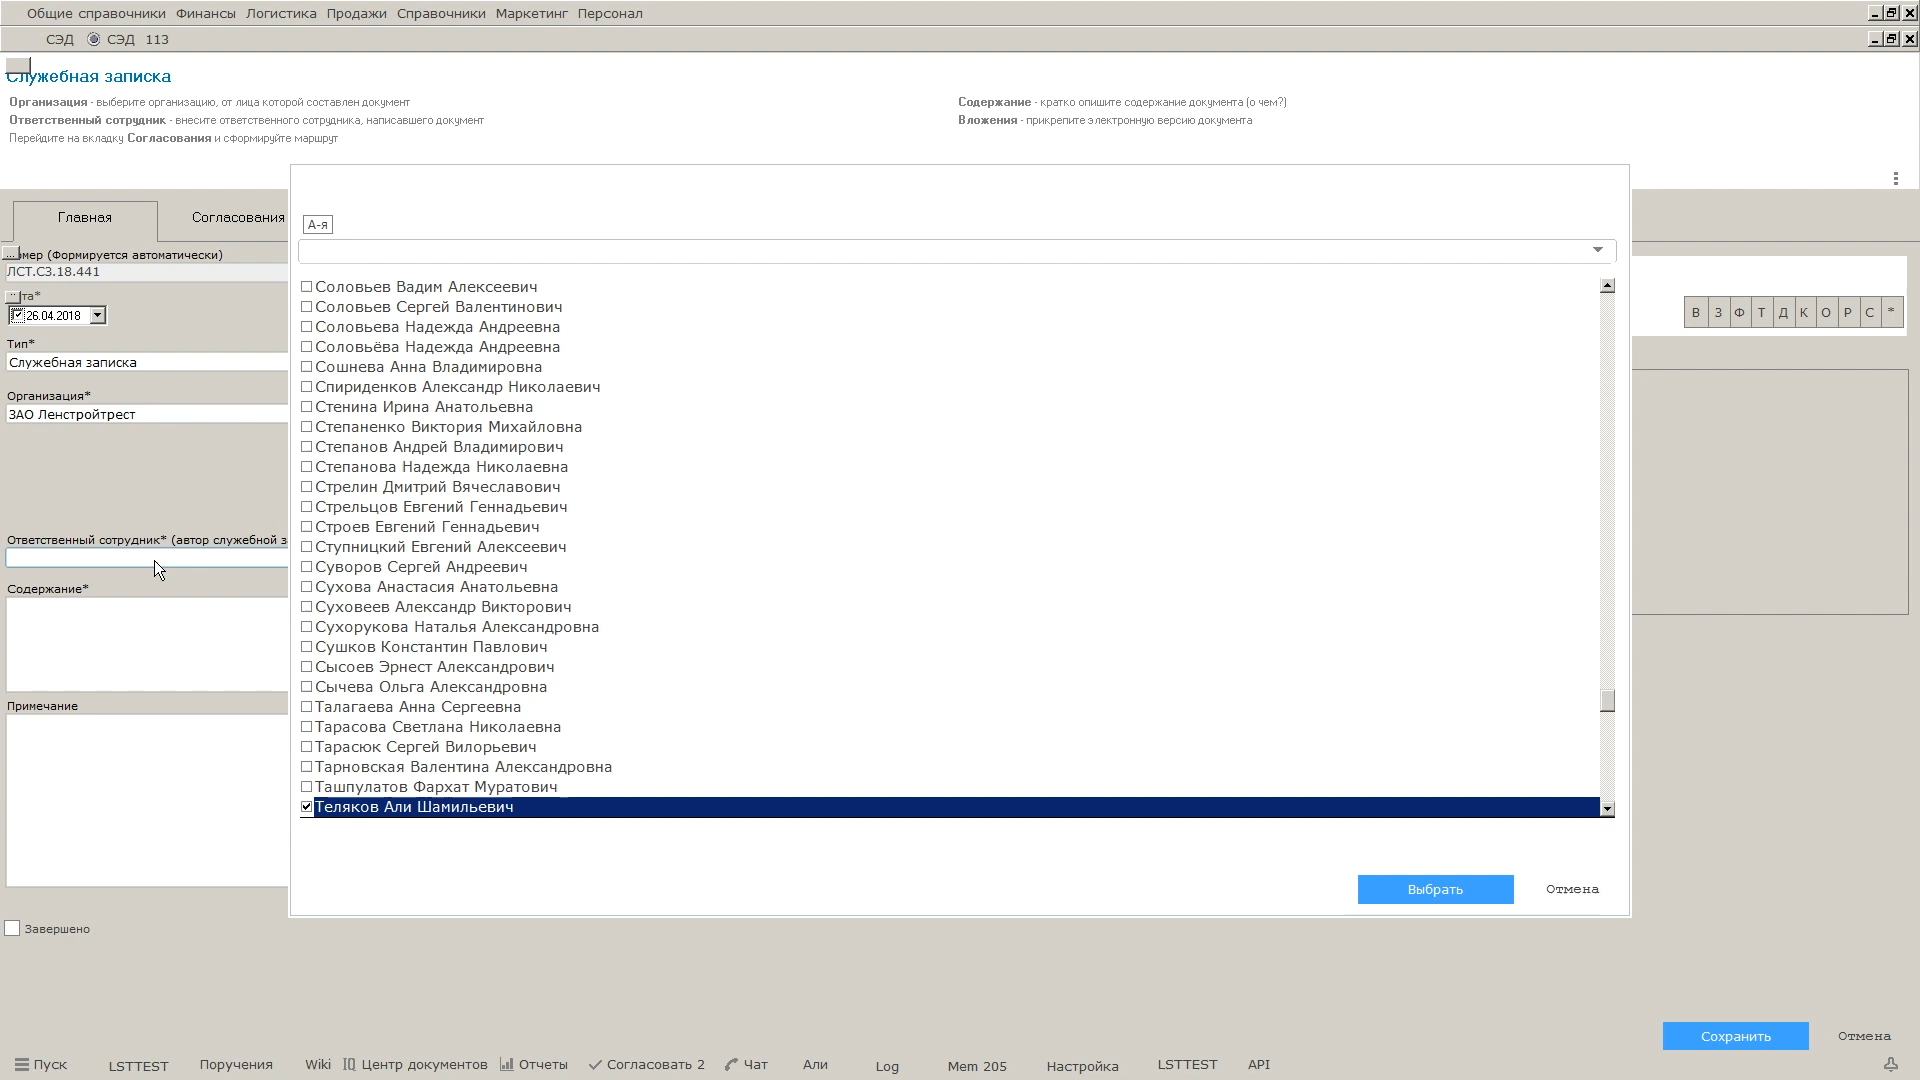 Общие справочники Финансы Логистика Продажи Справочники Маркетинг Персонал
СЭД СЭД 113
Служебная записка
Организация - выберите организацию, от лица которой составлен документ
Ответственный сотрудник - внесите ответственного сотрудника, написавшего документ
Перейдите на вкладку Согласования и сформируйте маршрут
Содержание - кратко опишите содержание документа (о чем?)
Вложения - прикрепите электронную версию документа
Главная Согласования
...мер (Формируется автоматически)
ЛСТ.СЗ.18.441
та*
26.04.2018
Тип*
Служебная записка
Организация*
ЗАО Ленстройтрест
Ответственный сотрудник* (автор служебной з
Содержание*
Примечание
Завершено
А-я
Соловьев Вадим Алексеевич
Соловьев Сергей Валентинович
Соловьева Надежда Андреевна
Соловьёва Надежда Андреевна
Сошнева Анна Владимировна
Спириденков Александр Николаевич
Стенина Ирина Анатольевна
Степаненко Виктория Михайловна
Степанов Андрей Владимирович
Степанова Надежда Николаевна
Стрелин Дмитрий Вячеславович
Стрельцов Евгений Геннадьевич
Строев Евгений Геннадьевич
Ступницкий Евгений Алексеевич
Суворов Сергей Андреевич
Сухова Анастасия Анатольевна
Суховеев Александр Викторович
Сухорукова Наталья Александровна
Сушков Константин Павлович
Сысоев Эрнест Александрович
Сычева Ольга Александровна
Талагаева Анна Сергеевна
Тарасова Светлана Николаевна
Тарасюк Сергей Вилорьевич
Тарновская Валентина Александровна
Ташпулатов Фархат Муратович
Теляков Али Шамильевич
Выбрать Отмена
В З Ф Т Д К О Р С *
Сохранить Отмена
Пуск LSTTEST Поручения Wiki Центр документов Отчеты Согласовать 2 Чат Али Log Mem 205 Настройка LSTTEST API